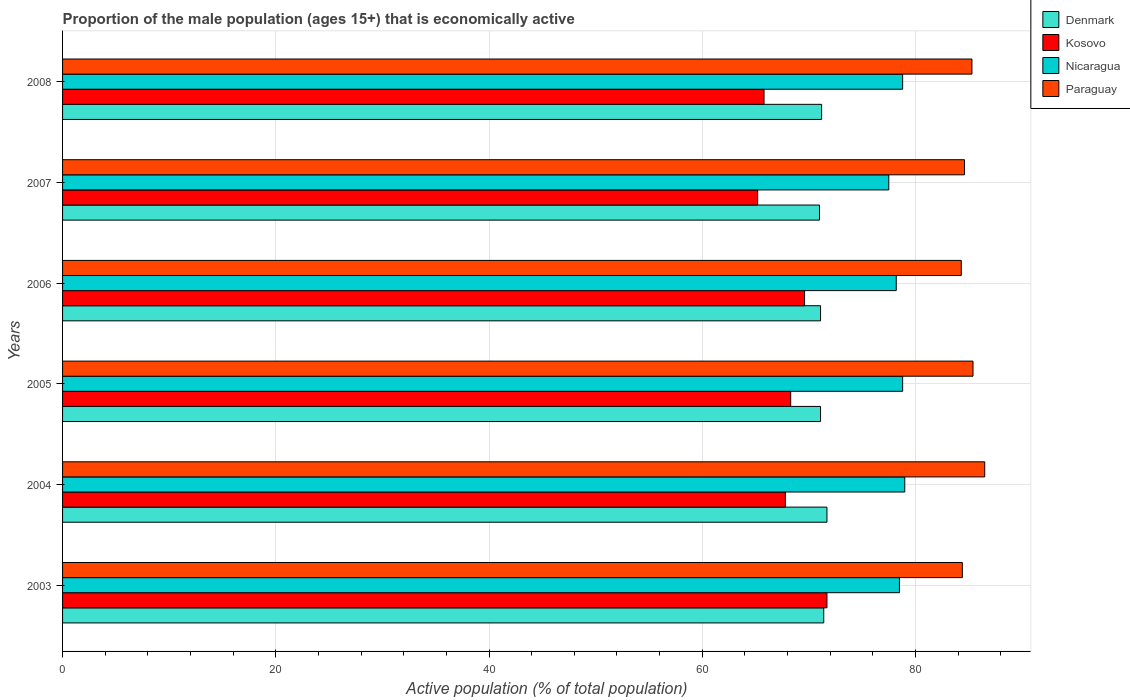 Proportion of the male population (ages 15+) that is economically active
Denmark
Kosovo
Nicaragua
Paraguay
2008
2007
2006
2005
2004
2003
Years
0
20
40
60
80
Active population (% of total population)